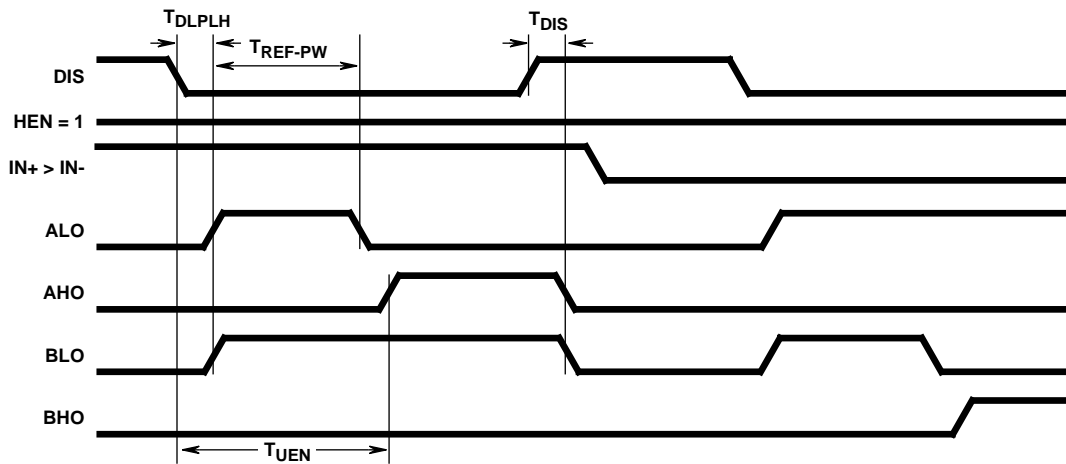 TDLPLH
TREF-PW
TDIS
DIS
HEN = 1
IN+ > IN-
ALO
AHO
BLO
BHO
TUEN